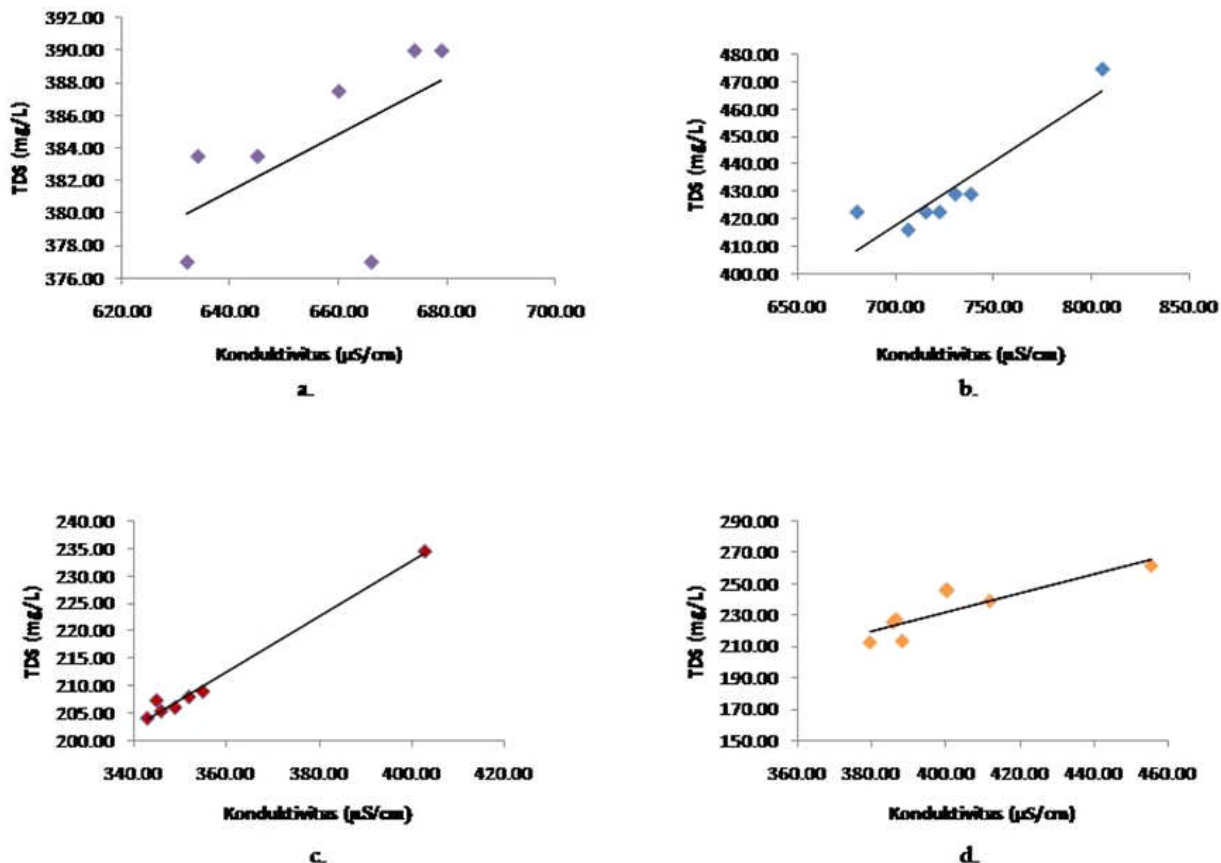 392.00
390.00
388.00
386.00
384.00
382.00
380.00
378.00
376.00
TDS (mg/L)
620.00 640.00 660.00 680.00 700.00
Konduktivitas (µS/cm)
a.
480.00
470.00
460.00
450.00
440.00
430.00
420.00
410.00
400.00
TDS (mg/L)
650.00 700.00 750.00 800.00 850.00
Konduktivitas (µS/cm)
b.
240.00
235.00
230.00
225.00
220.00
215.00
210.00
205.00
200.00
TDS (mg/L)
340.00 360.00 380.00 400.00 420.00
Konduktivitas (µS/cm)
c.
290.00
270.00
250.00
230.00
210.00
190.00
170.00
150.00
TDS (mg/L)
360.00 380.00 400.00 420.00 440.00 460.00
Konduktivitas (µS/cm)
d.